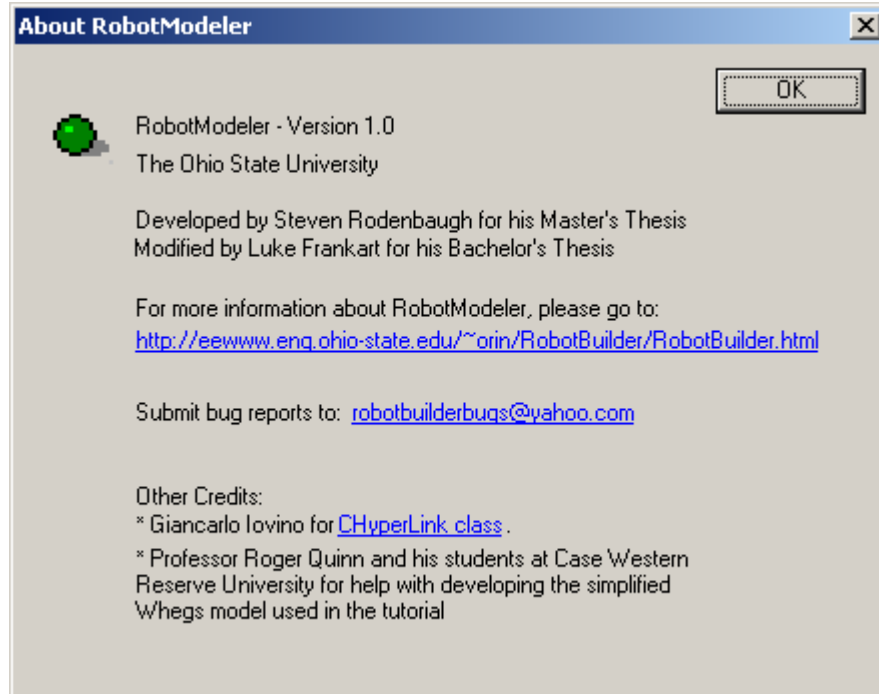 About RobotModeler
OK
RobotModeler - Version 1.0
The Ohio State University
Developed by Steven Rodenbaugh for his Master's Thesis
Modified by Luke Frankart for his Bachelor's Thesis
For more information about RobotModeler, please go to:
http://eewww.eng.ohio-state.edu/~orin/RobotBuilder/RobotBuilder.html
Submit bug reports to: robotbuilderbugs@yahoo.com
Other Credits:
* Giancarlo Iovino for CHyperLink class .
* Professor Roger Quinn and his students at Case Western
Reserve University for help with developing the simplified
Whegs model used in the tutorial